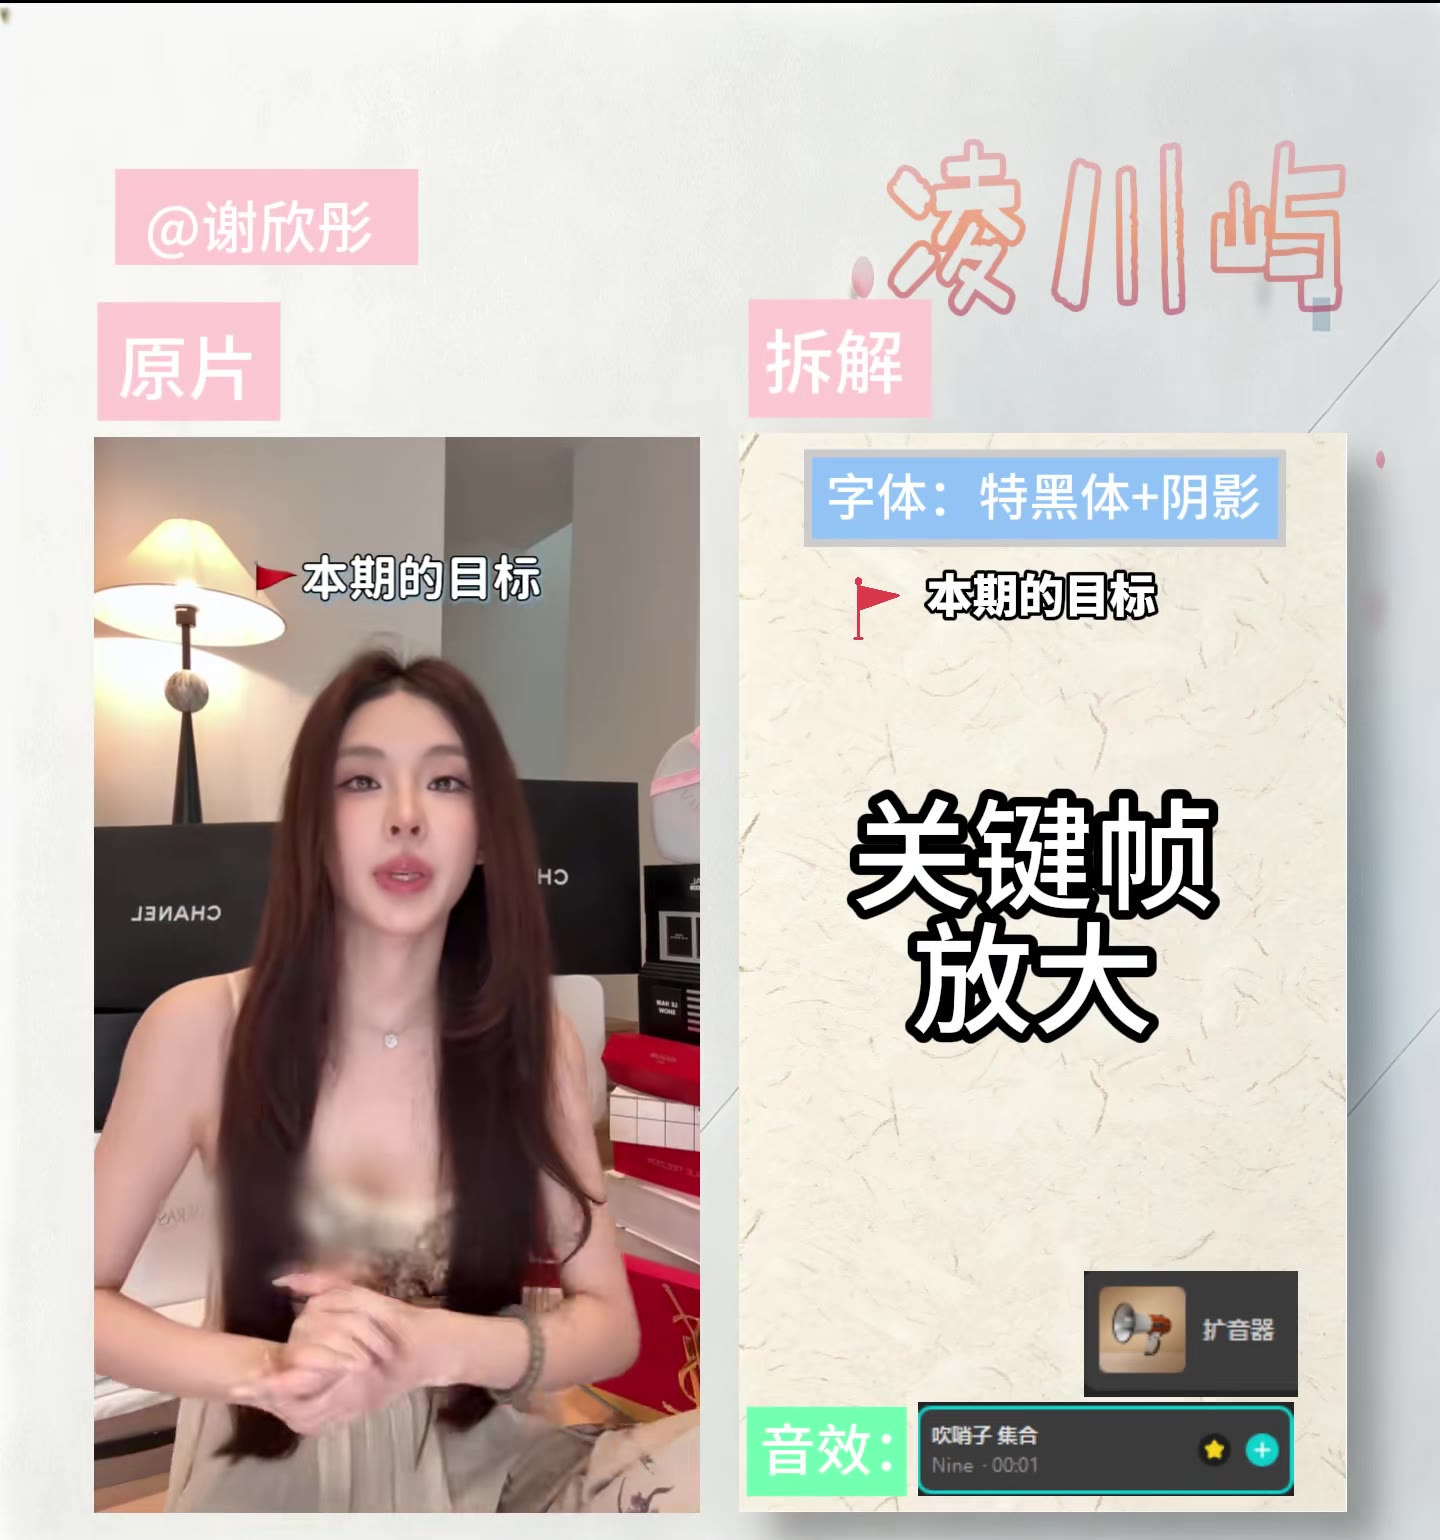 凌川屿
@谢欣彤
原片
拆解
字体：特黑体+阴影
本期的目标
本期的目标
关键帧
放大
CHANEL
CH
扩音器
音效：
吹哨子 集合
Nine · 00:01